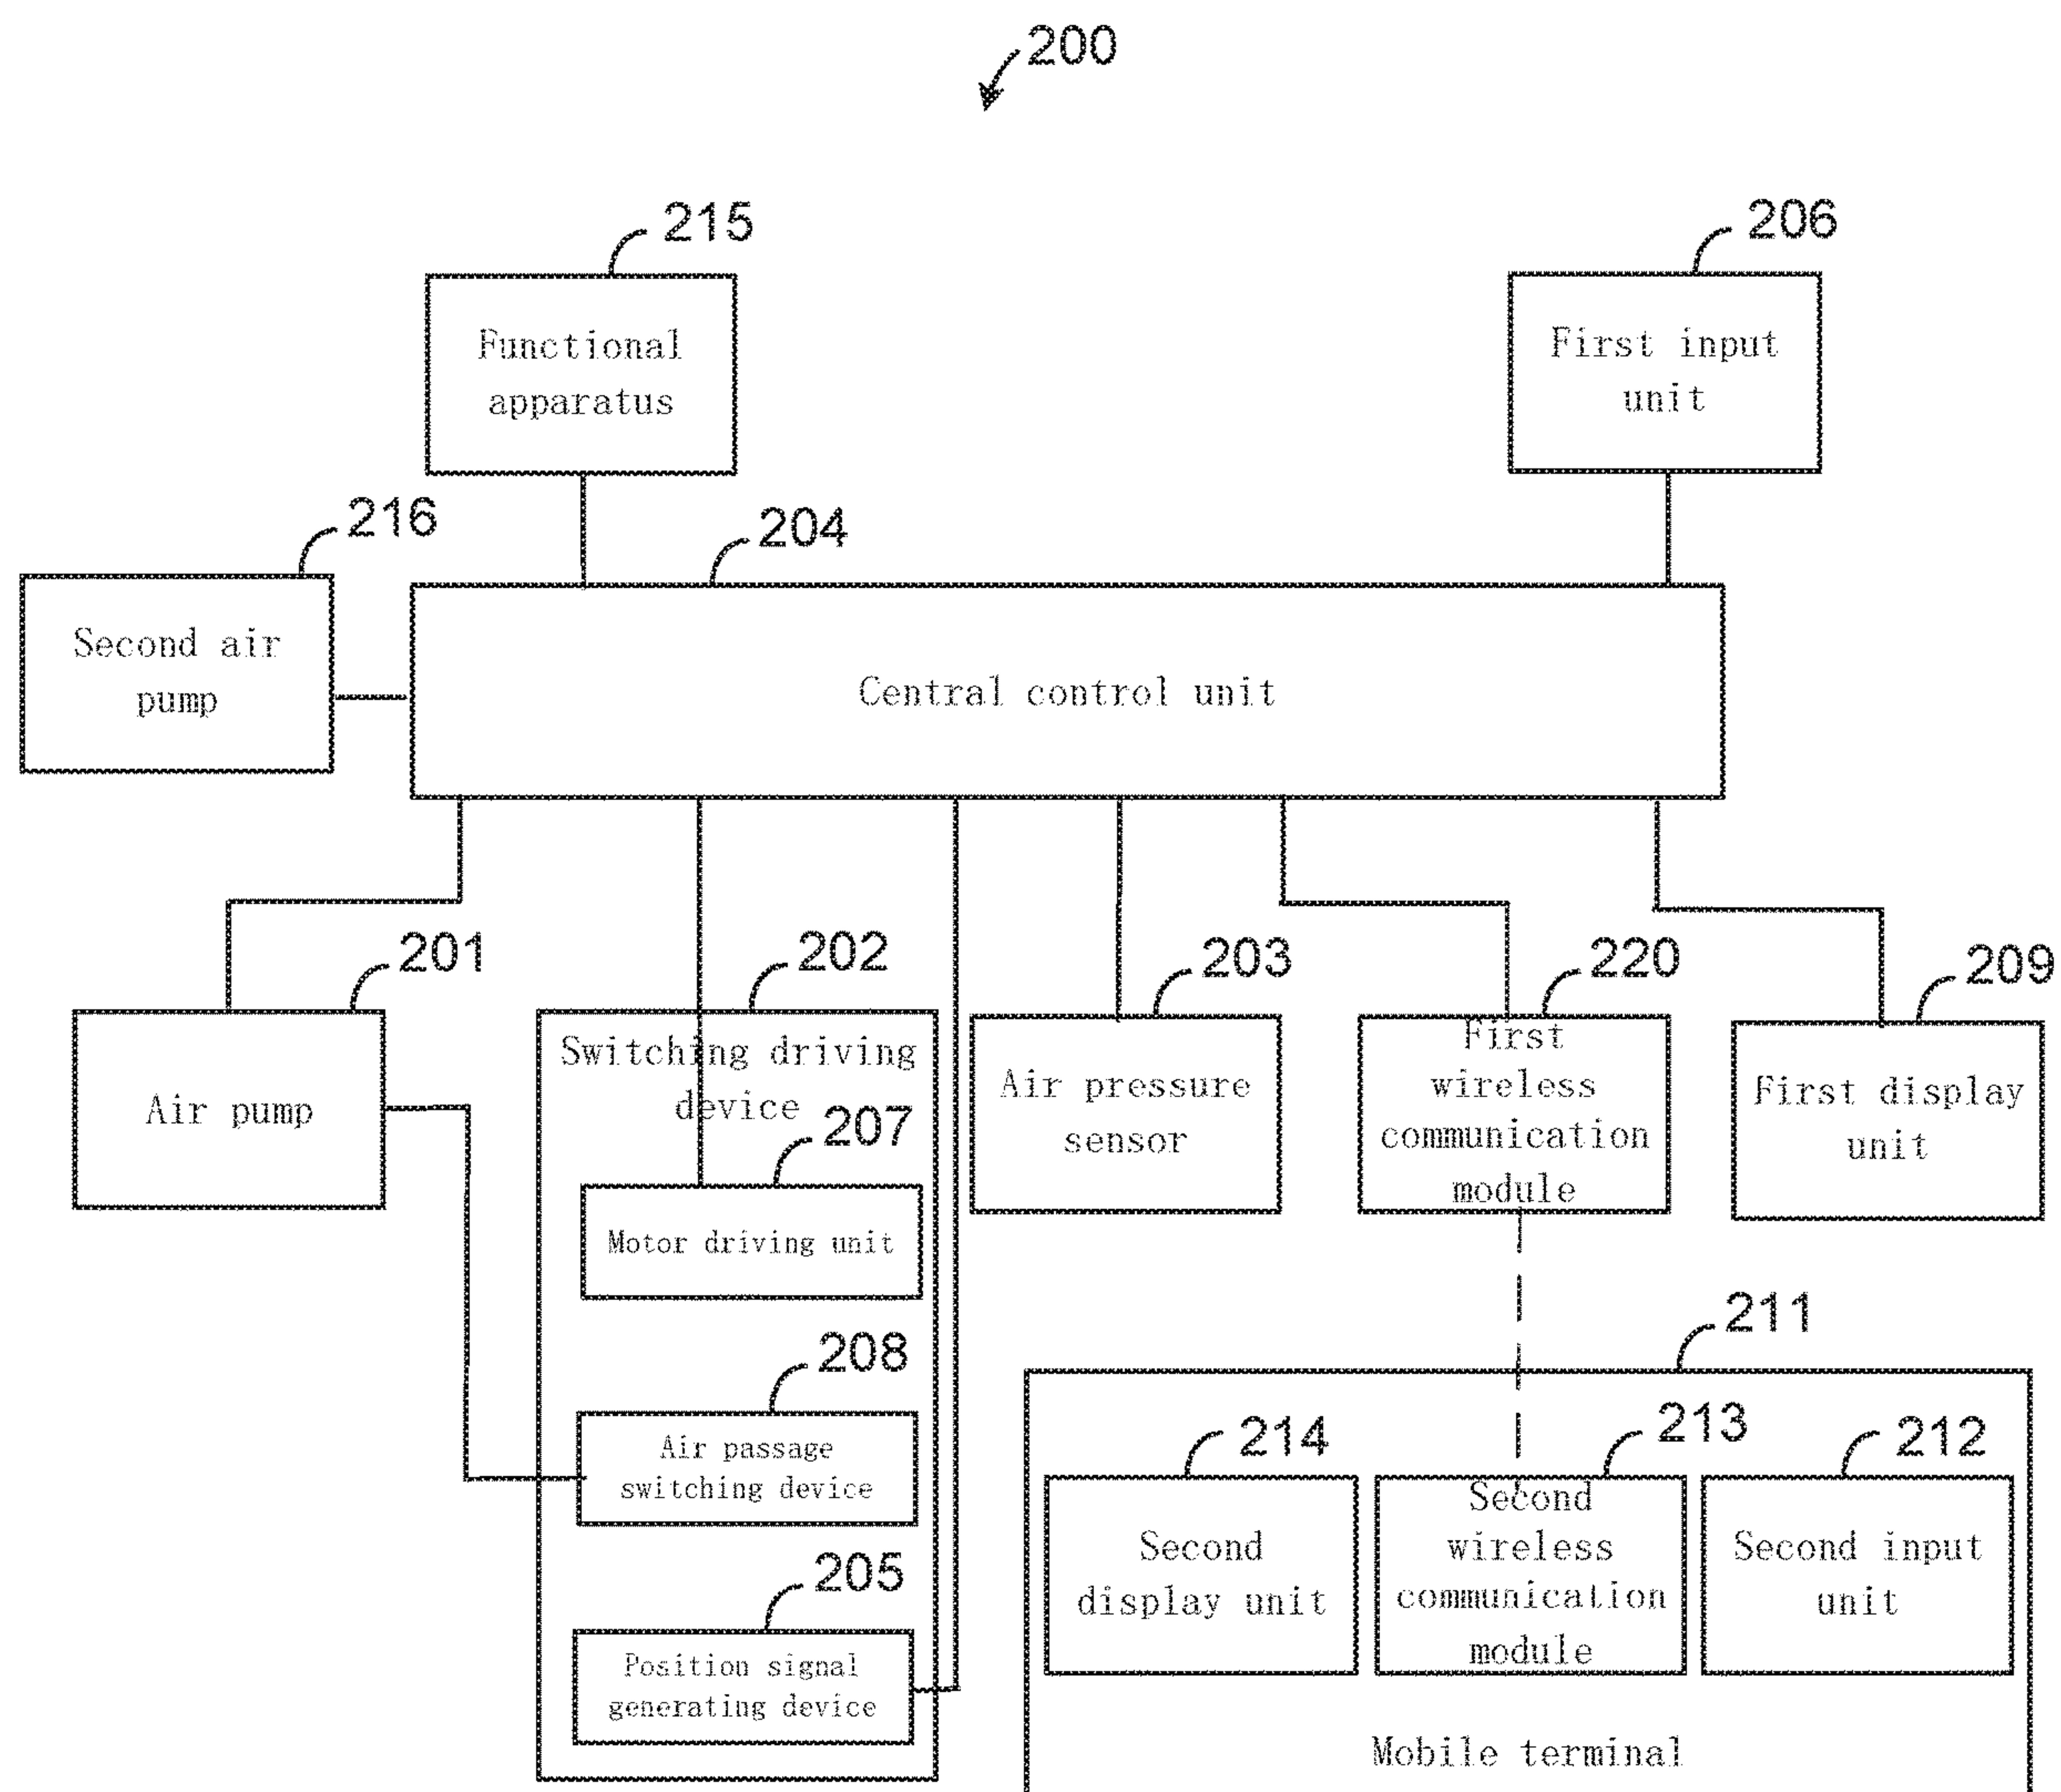 200
215
206
Functional
apparatus
First input
unit
216
204
Second air
pump
Central control unit
201
202
203
220
209
Air pump
Switching driving
device
Air pressure
sensor
First
wireless
communication
module
First display
unit
207
Motor driving unit
208
Air passage
switching device
205
Position signal
generating device
211
214
213
212
Second
display unit
Second
wireless
communication
module
Second input
unit
Mobile terminal